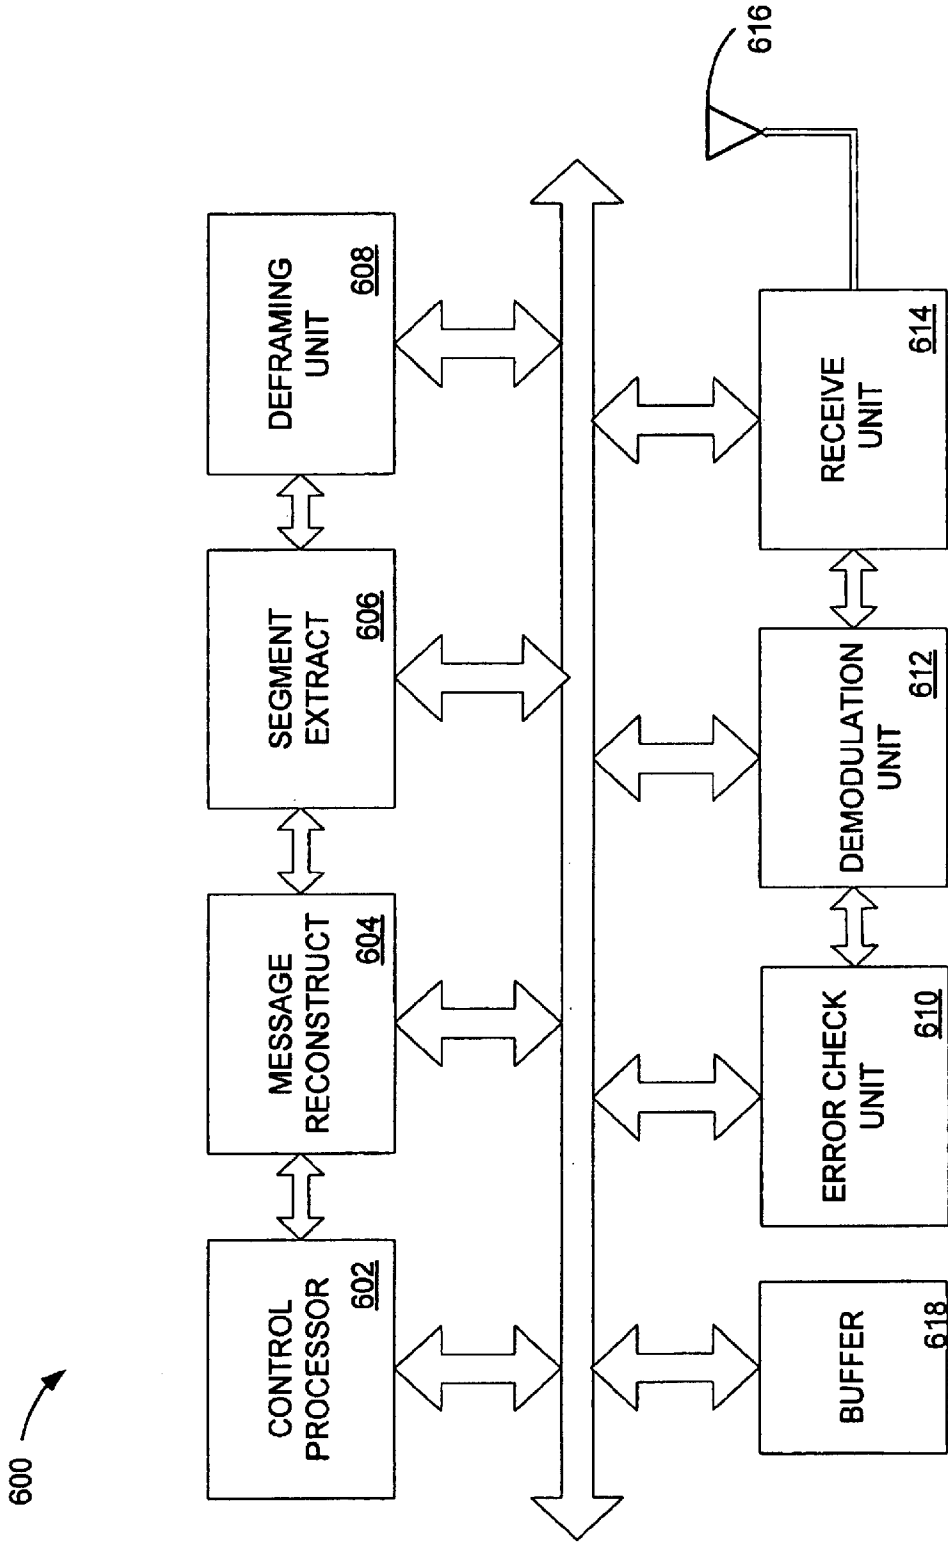 600
CONTROL
PROCESSOR
602
MESSAGE
RECONSTRUCT
604
SEGMENT
EXTRACT
606
DEFRAMING
UNIT
608
BUFFER
618
ERROR CHECK
UNIT
610
DEMODULATION
UNIT
612
RECEIVE
UNIT
614
616